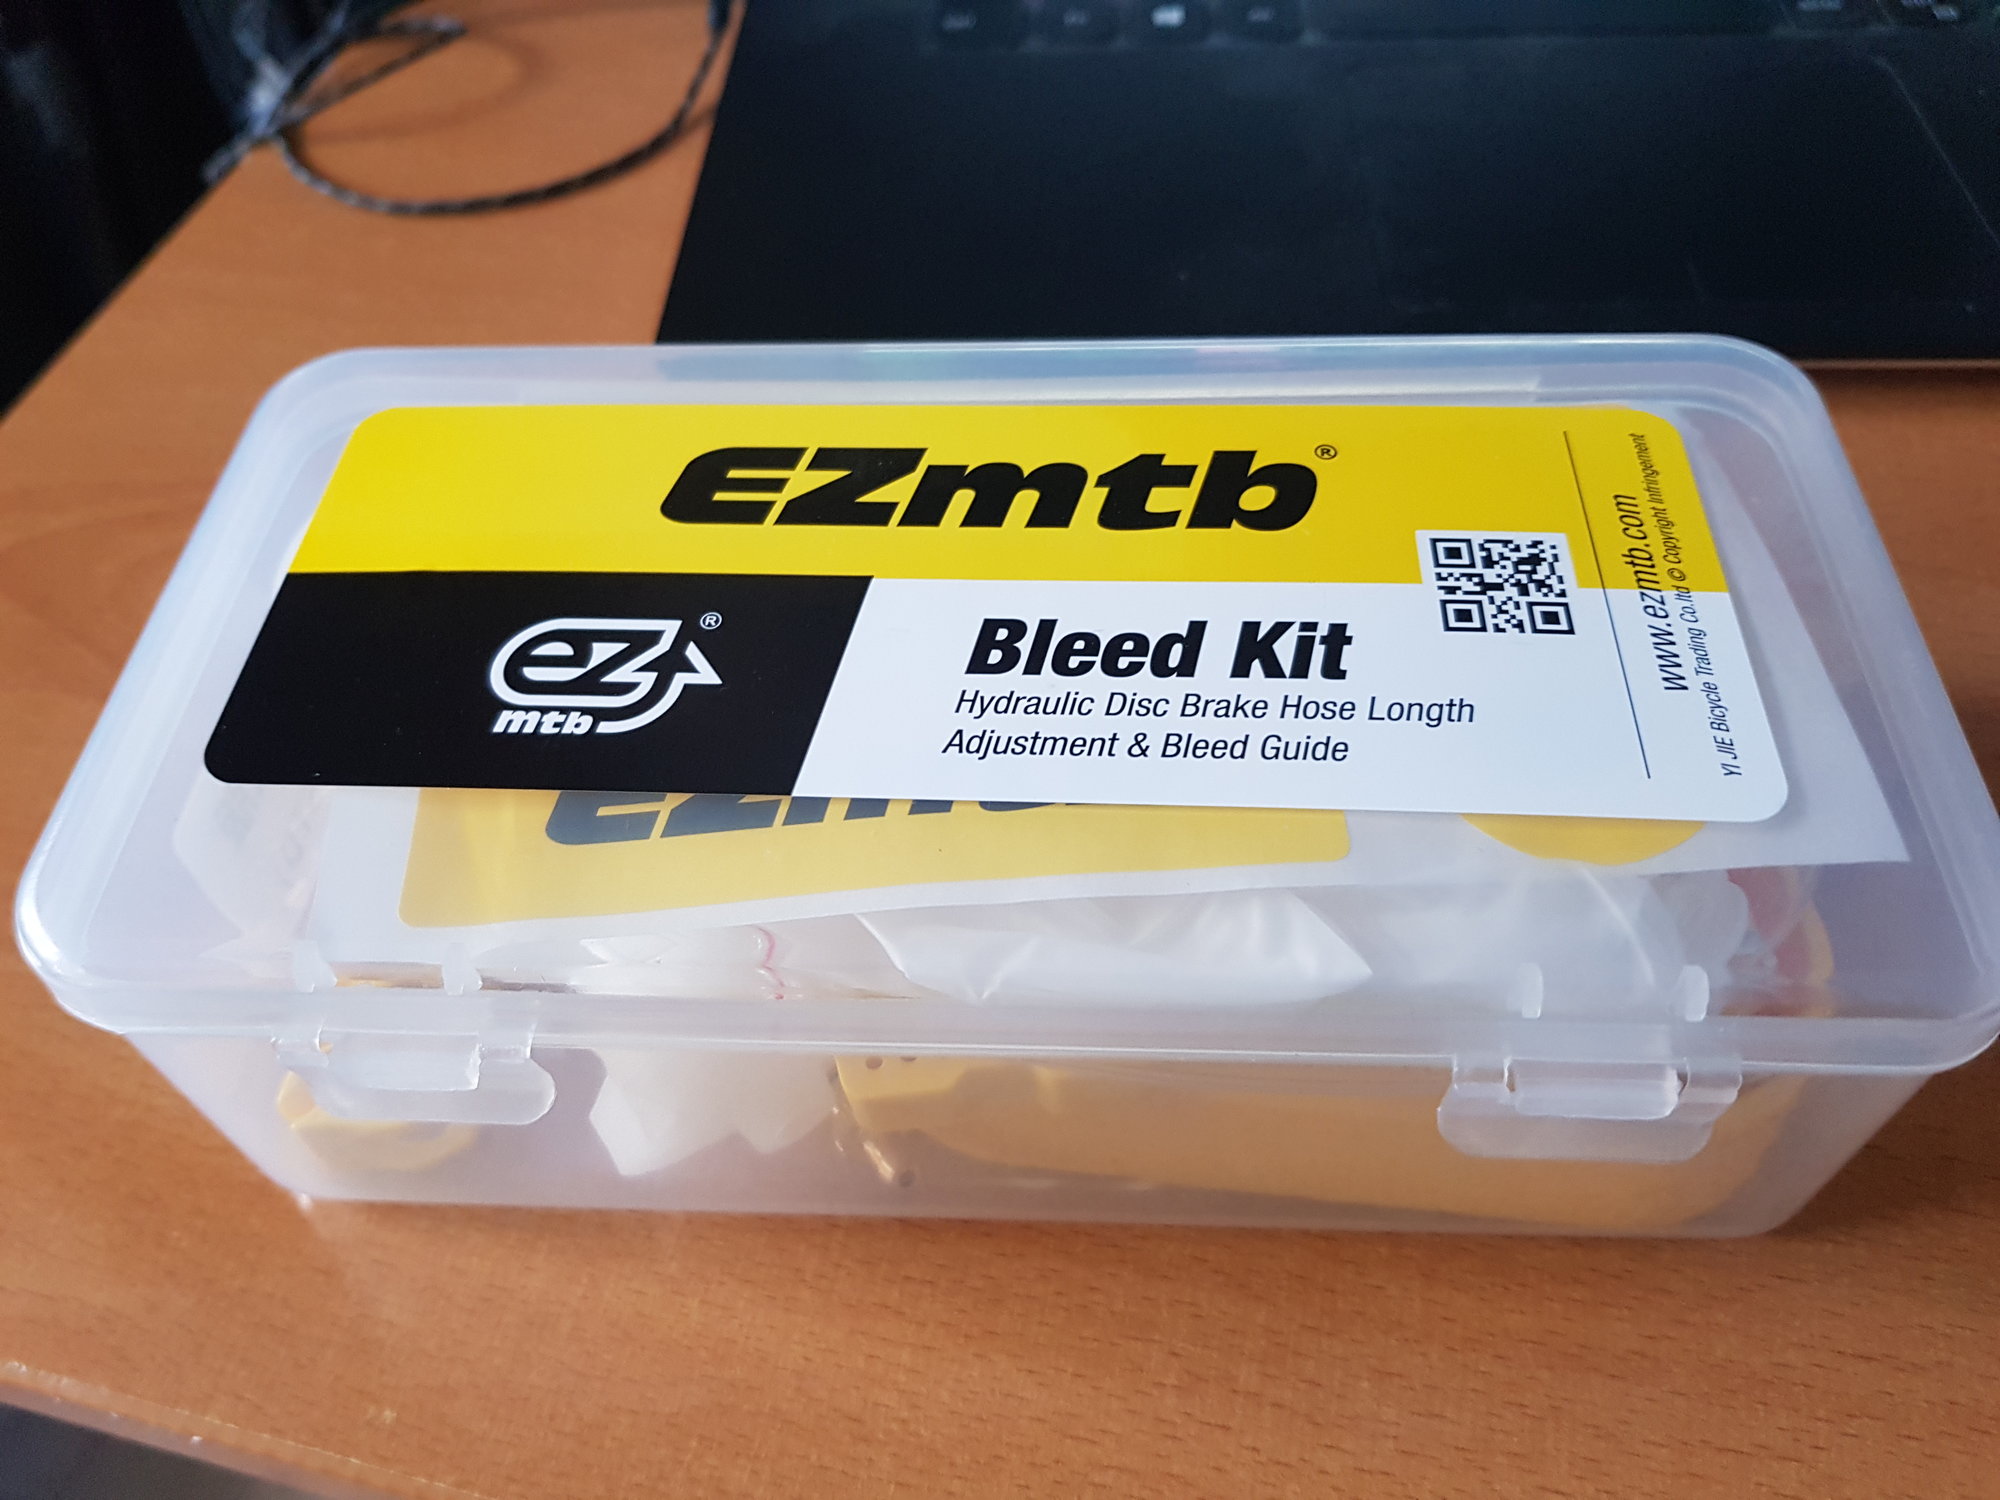 EZmtb®
ez®
mtb
Bleed Kit
Hydraulic Disc Brake Hose Longth
Adjustment & Bleed Guide
www.ezmtb.com
YI JIE Bicycle Trading Co.ltd © Copyright Infringement